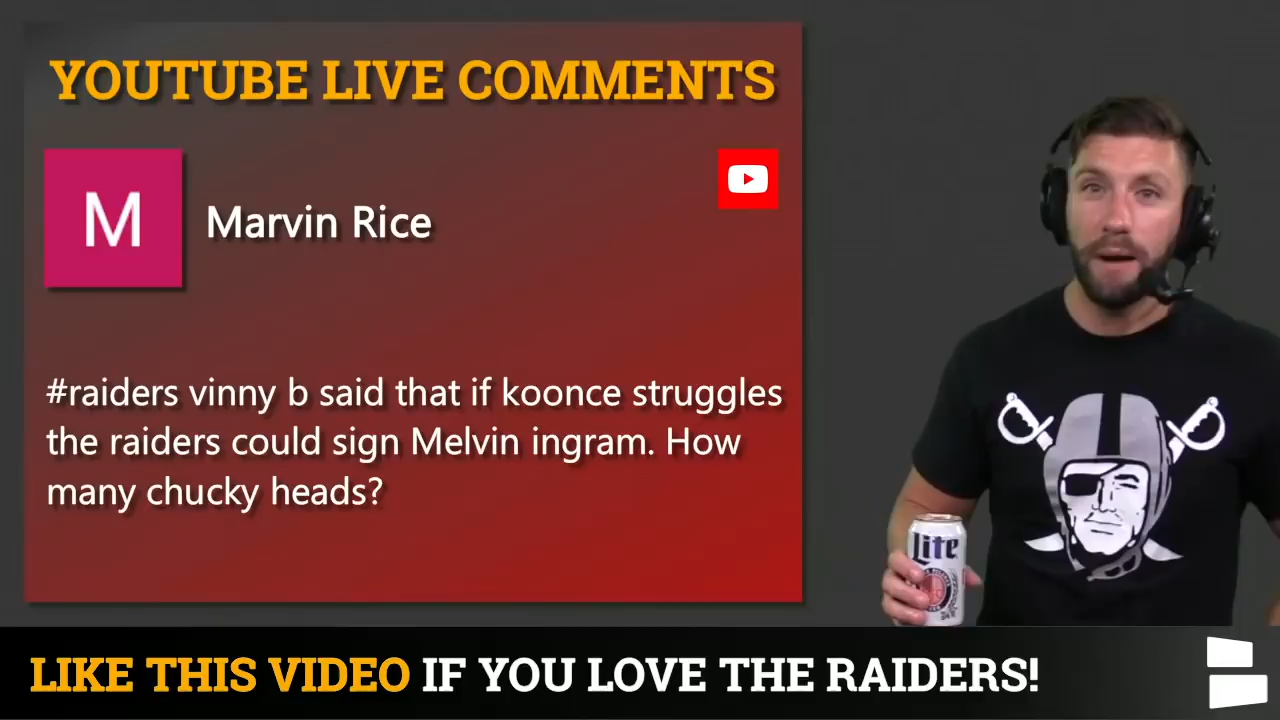 YOUTUBE LIVE COMMENTS
M
Marvin Rice
#raiders vinny b said that if koonce struggles
the raiders could sign Melvin ingram. How
many chucky heads?
Lite
LIKE THIS VIDEO IF YOU LOVE THE RAIDERS!